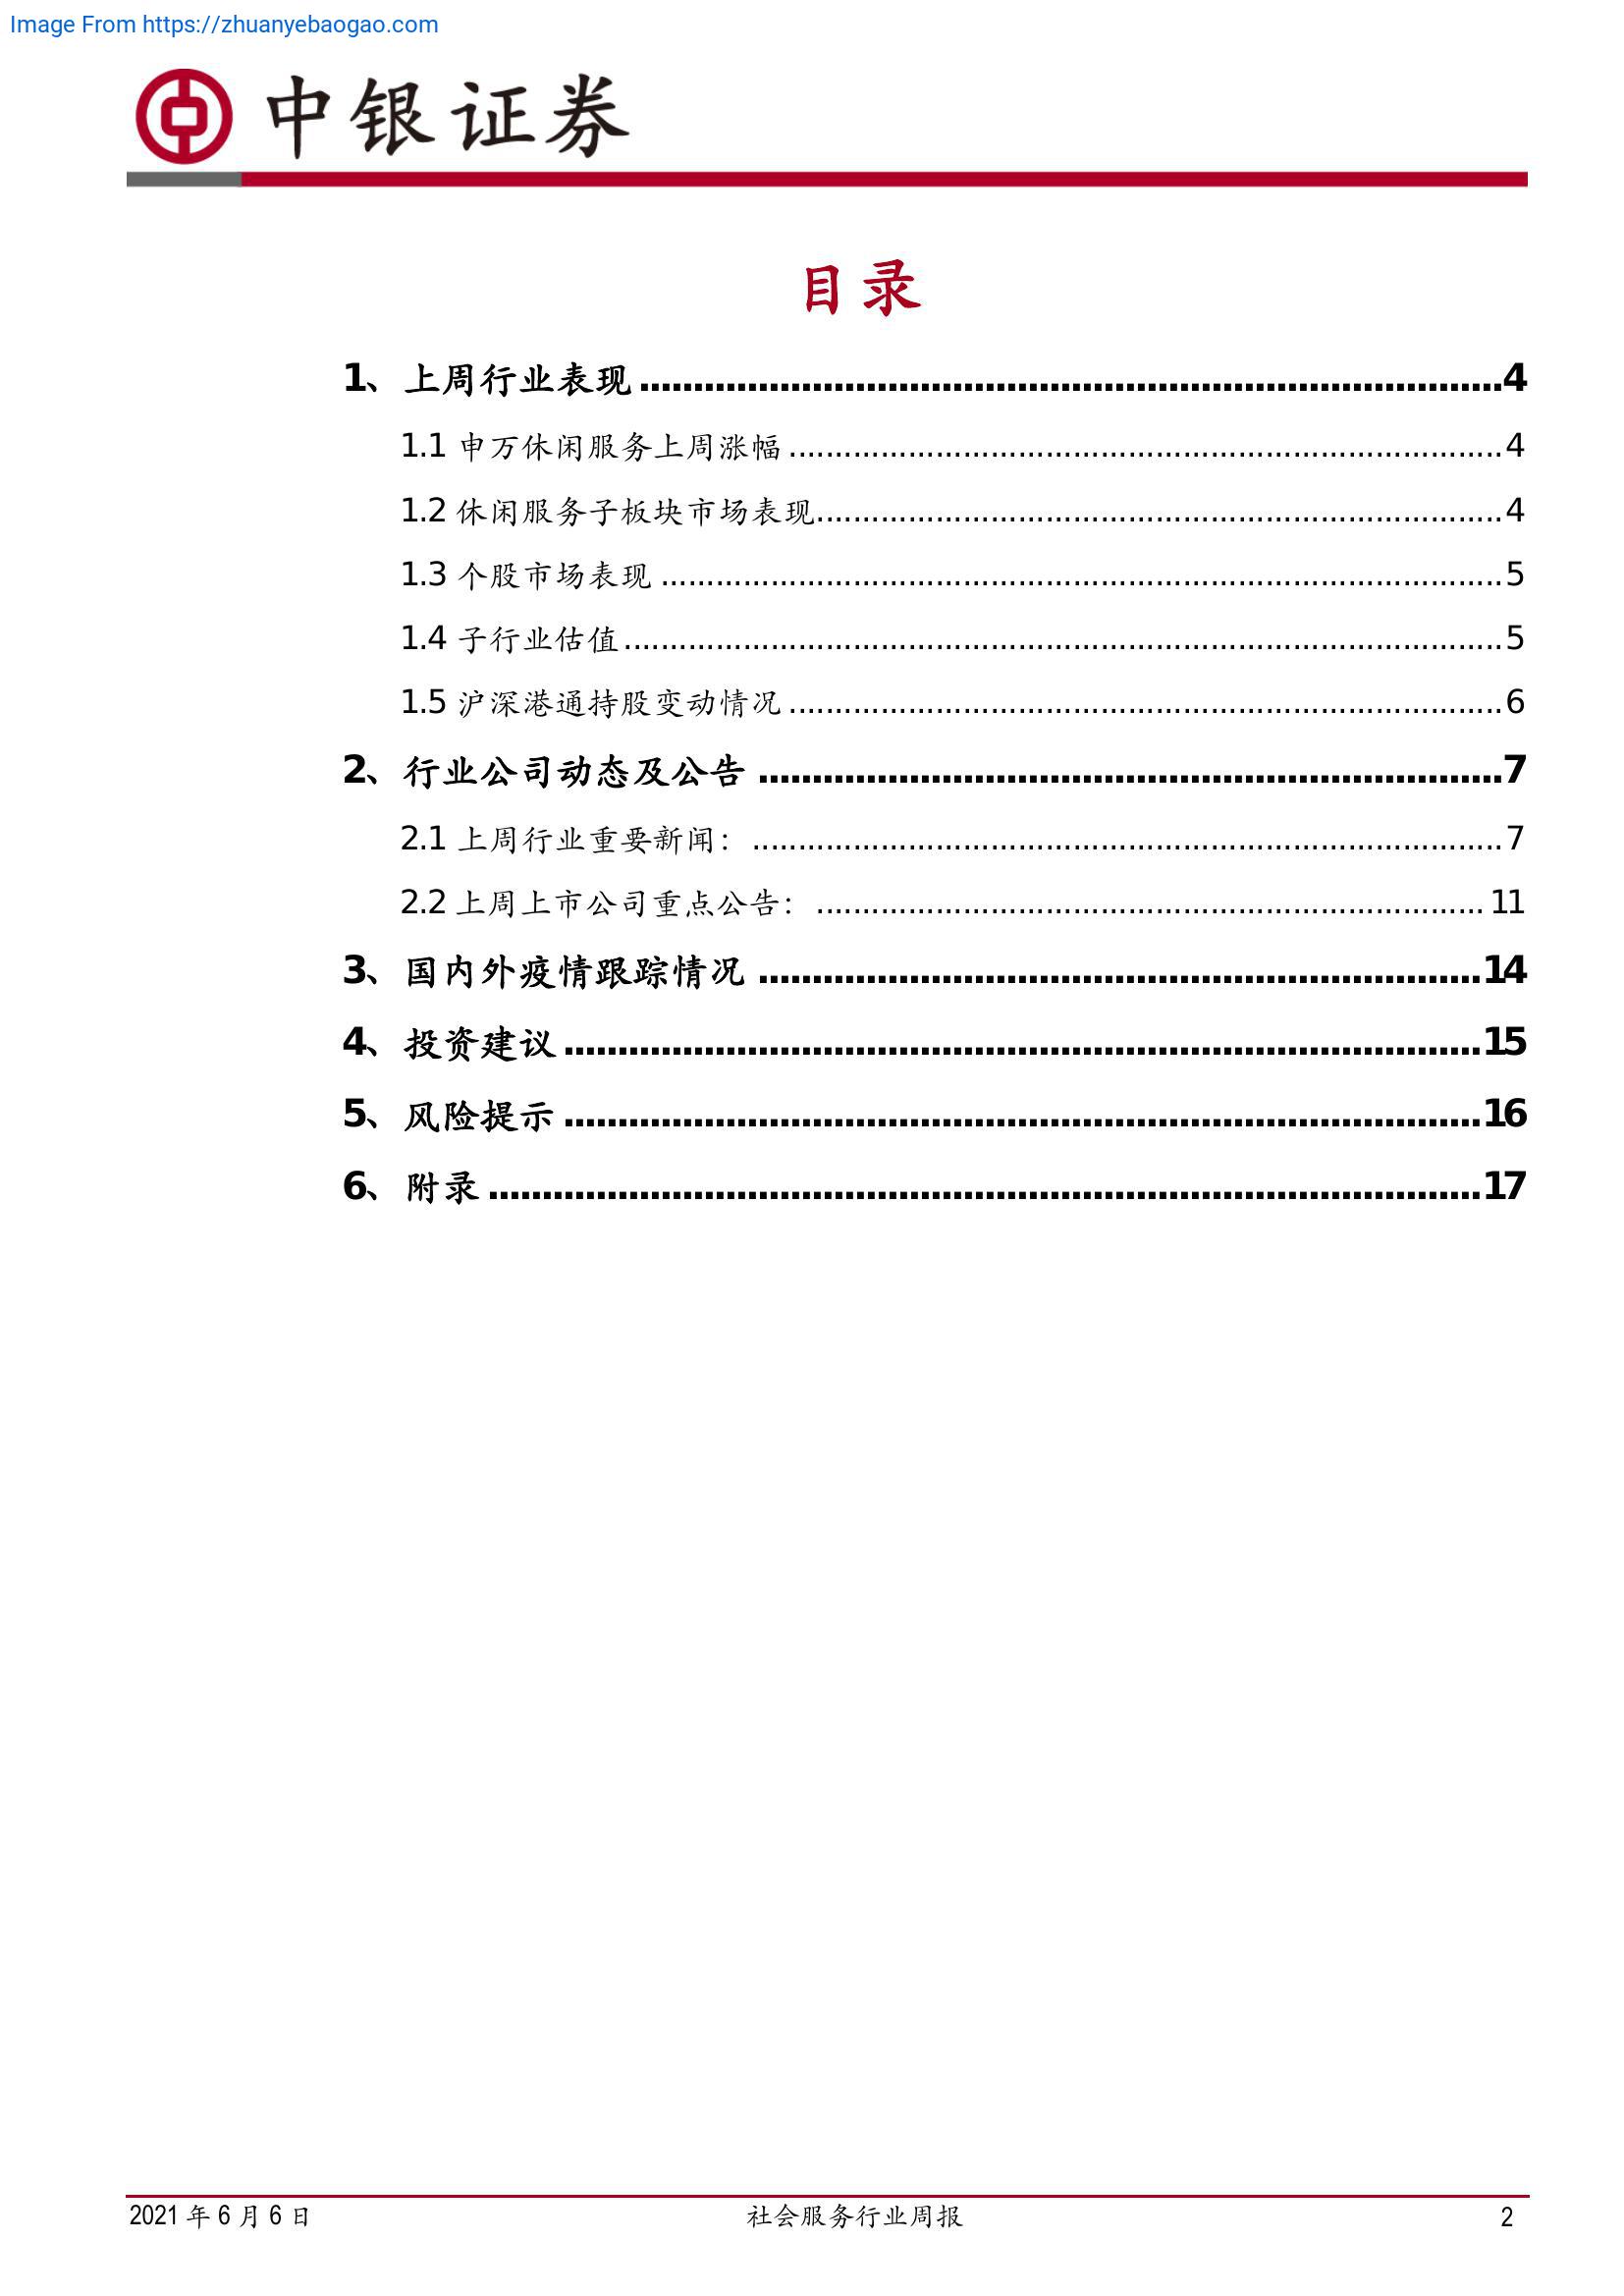 Image From https://zhuanyebaogao.com
中银证券
目录
1、上周行业表现........................................4
1.1 申万休闲服务上周涨幅........................................4
1.2 休闲服务子板块市场表现........................................4
1.3 个股市场表现........................................5
1.4 子行业估值........................................5
1.5 沪深港通持股变动情况........................................6
2、行业公司动态及公告........................................7
2.1 上周行业重要新闻：........................................7
2.2 上周上市公司重点公告：........................................11
3、国内外疫情跟踪情况........................................14
4、投资建议........................................15
5、风险提示........................................16
6、附录........................................17
2021 年 6 月 6 日 社会服务行业周报 2